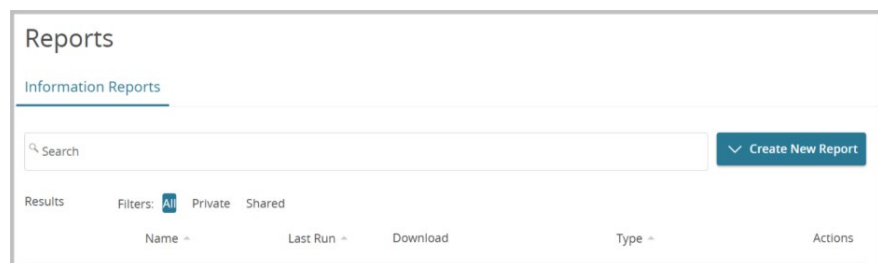 Reports
Information Reports
Search
Create New Report
Results Filters: All Private Shared
Name Last Run Download Type Actions